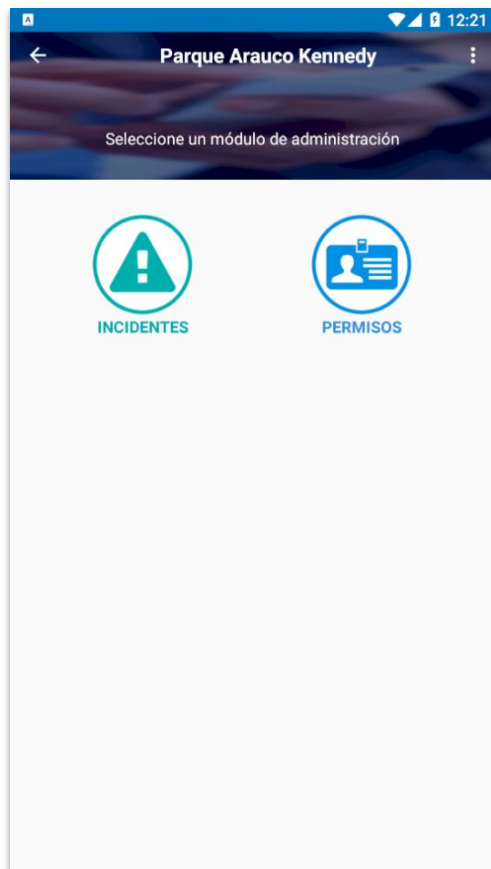 12:21
Parque Arauco Kennedy
Seleccione un módulo de administración
INCIDENTES
PERMISOS